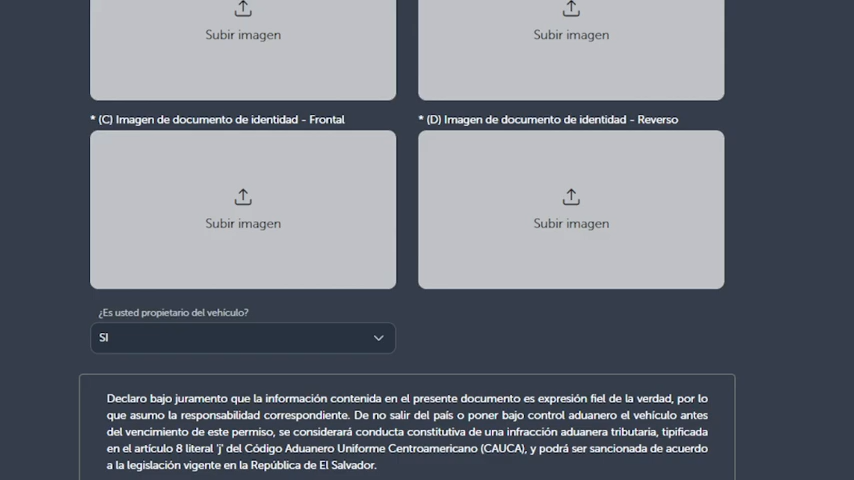 Subir imagen
Subir imagen
* (C) Imagen de documento de identidad - Frontal
* (D) Imagen de documento de identidad - Reverso
Subir imagen
Subir imagen
¿Es usted propietario del vehículo?
SI
Declaro bajo juramento que la información contenida en el presente documento es expresión fiel de la verdad, por lo
que asumo la responsabilidad correspondiente. De no salir del país o poner bajo control aduanero el vehículo antes
del vencimiento de este permiso, se considerará conducta constitutiva de una infracción aduanera tributaria, tipificada
en el artículo 8 literal 'j' del Código Aduanero Uniforme Centroamericano (CAUCA), y podrá ser sancionada de acuerdo
a la legislación vigente en la República de El Salvador.